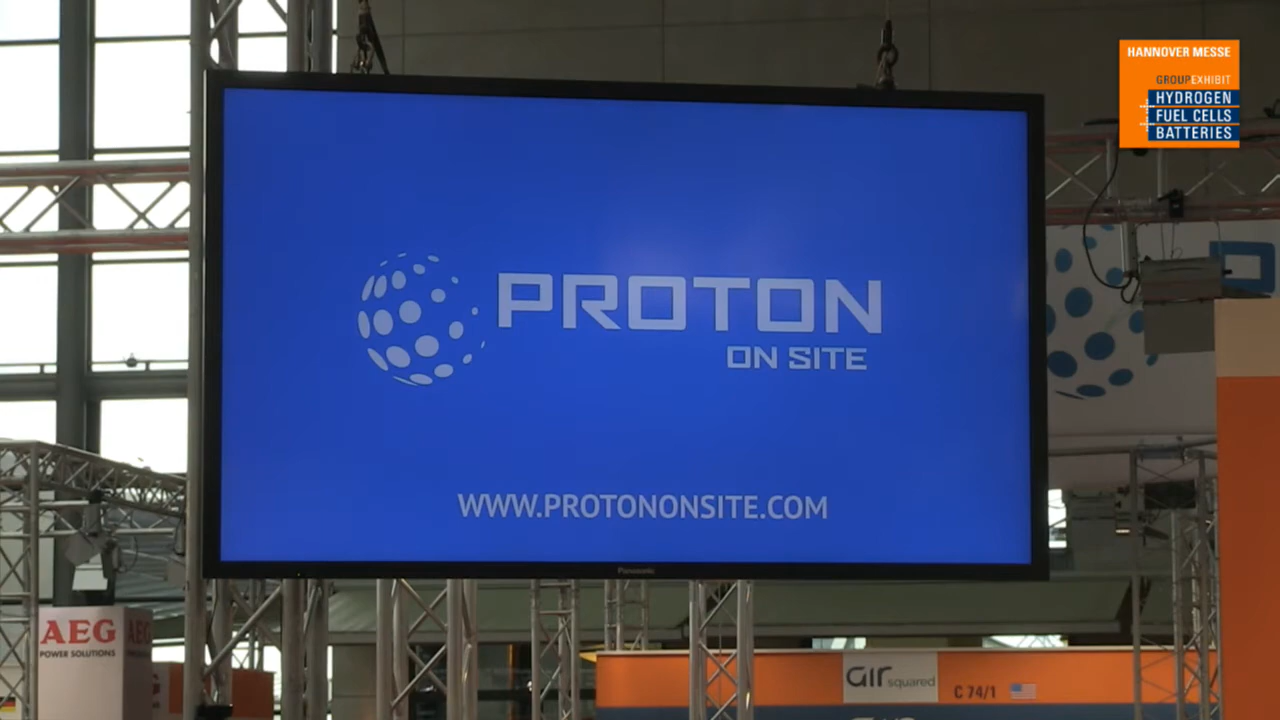 HANNOVER MESSE
GROUPEXHIBIT
HYDROGEN
FUEL CELLS
BATTERIES
PROTON
ON SITE
WWW.PROTONONSITE.COM
Panasonic
AEG
POWER SOLUTIONS
AEG
air squared
C 74/1